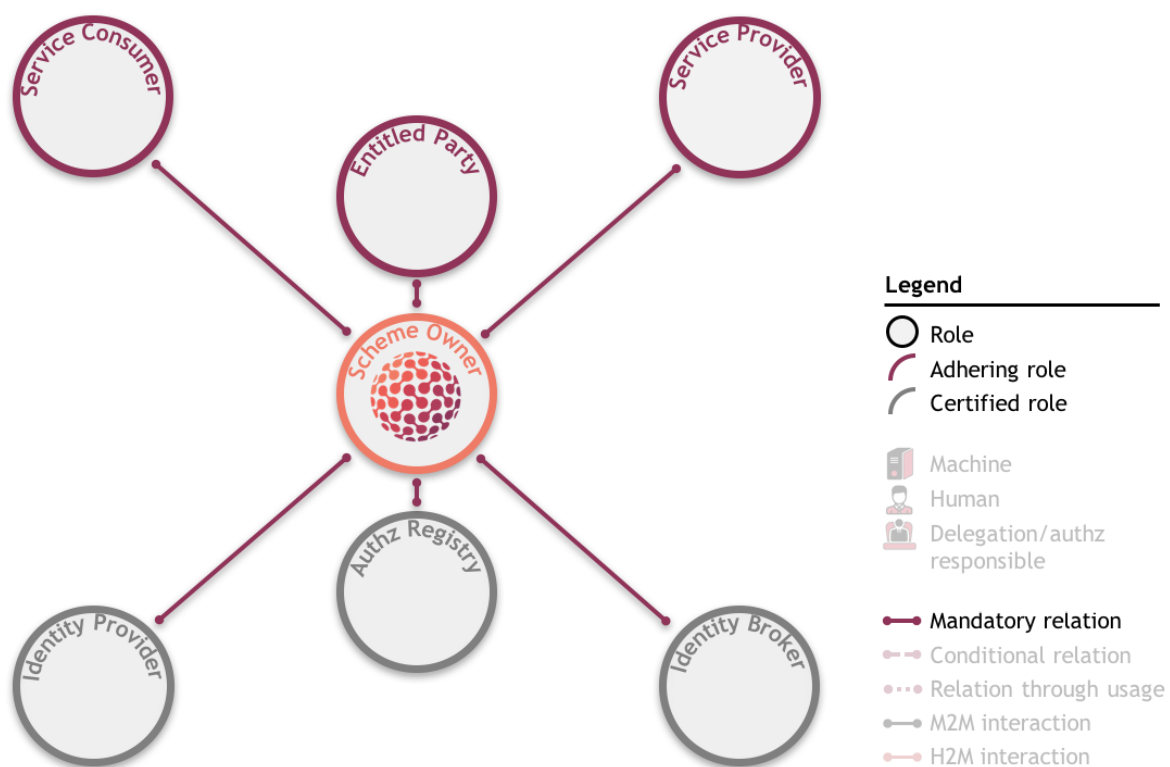 Service Consumer
Service Provider
Entitled Party
Scheme Owner
Authz Registry
Identity Provider
Identity Broker
Legend
Role
Adhering role
Certified role
Machine
Human
Delegation/authz
responsible
Mandatory relation
Conditional relation
Relation through usage
M2M interaction
H2M interaction